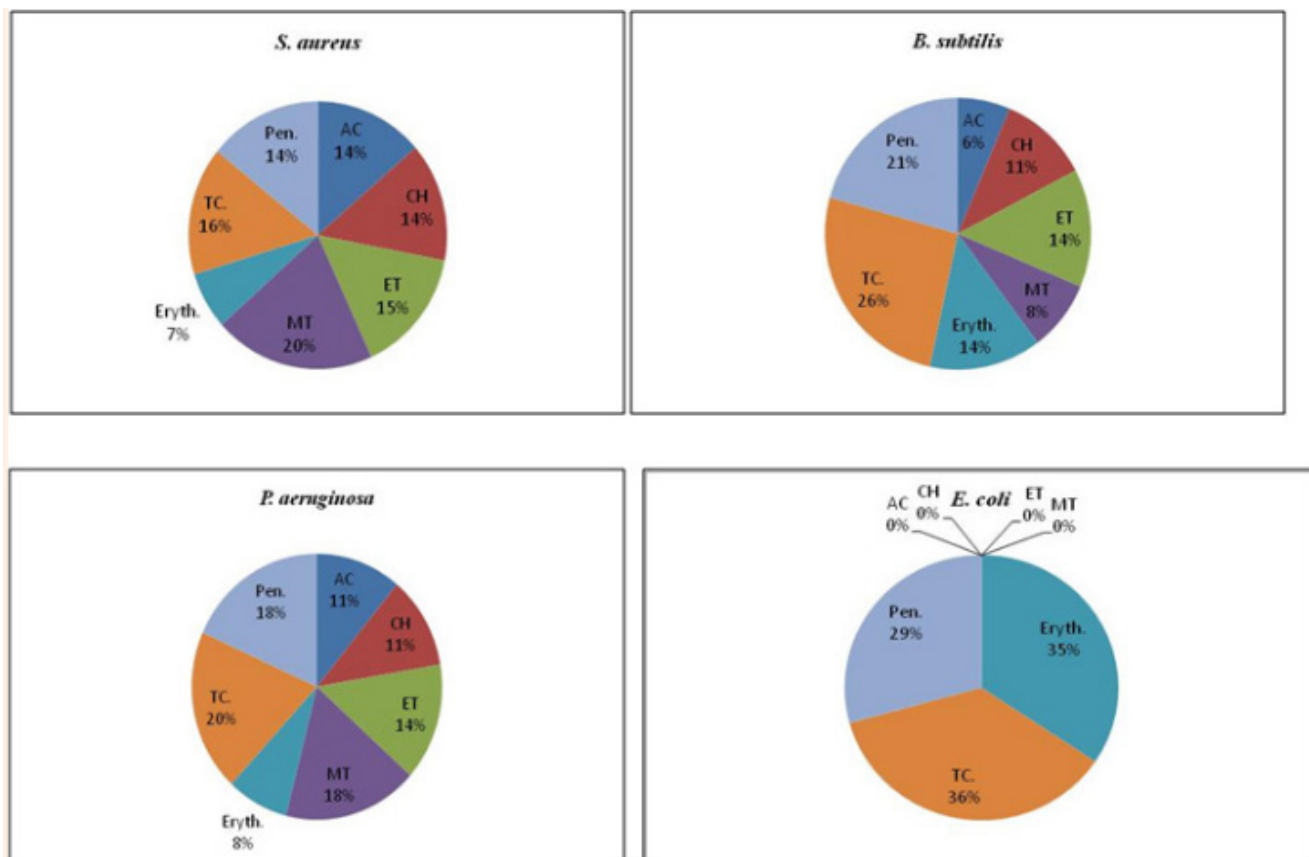 S. aureus
Pen.
14%
AC
14%
CH
14%
TC.
16%
ET
15%
Eryth.
7%
MT
20%
B. subtilis
AC
6%
CH
11%
Pen.
21%
ET
14%
TC.
26%
MT
8%
Eryth.
14%
P. aeruginosa
AC
11%
Pen.
18%
CH
11%
TC.
20%
ET
14%
MT
18%
Eryth.
8%
E. coli
AC
0%
CH
0%
ET
0%
MT
0%
Pen.
29%
Eryth.
35%
TC.
36%